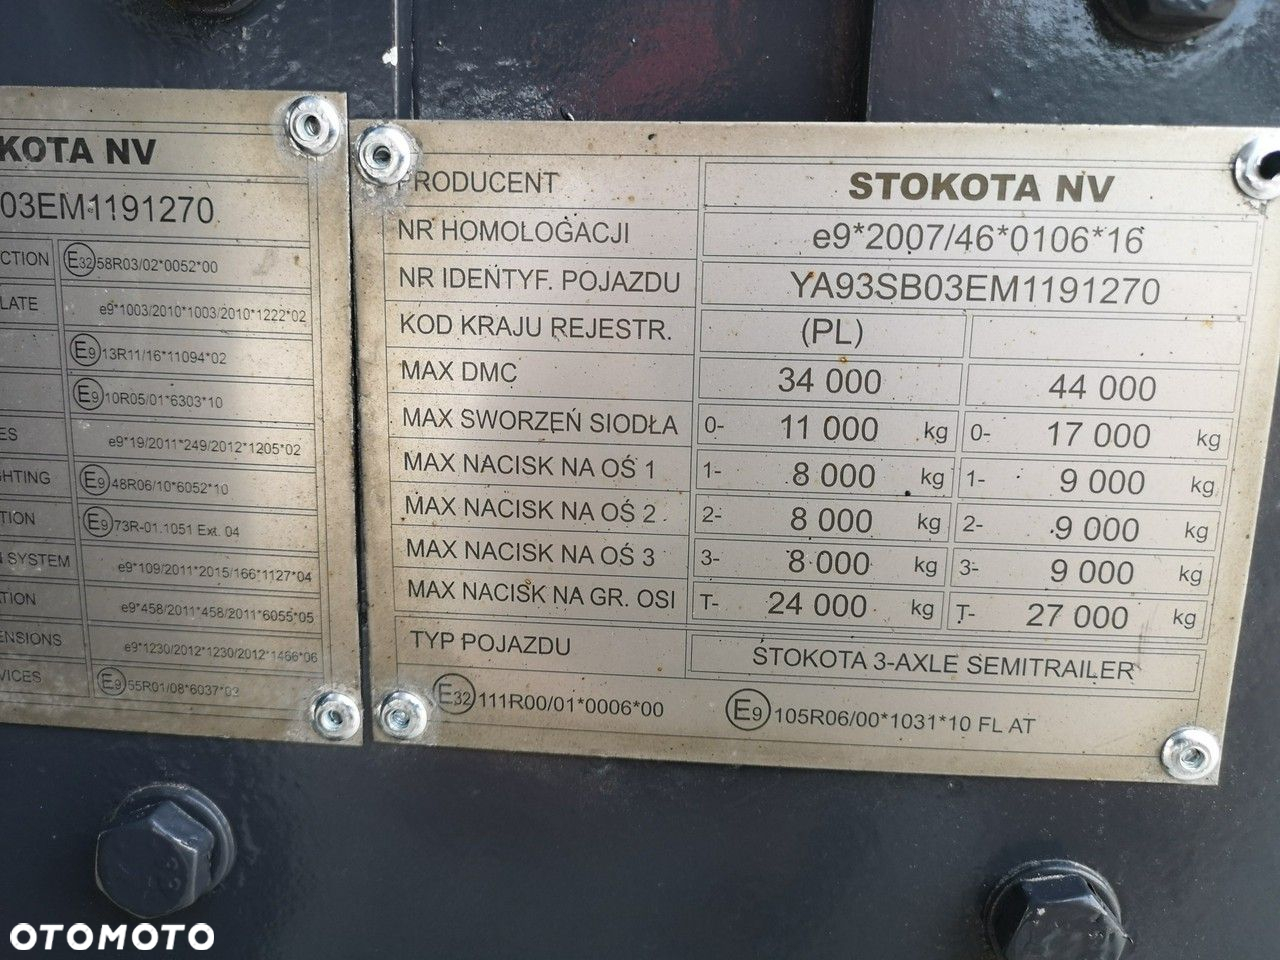 KOTA NV
03EM1191270
CTION E32 58R03/02*0052*00
LATE e9*1003/2010*1003/2010*1222*02
E9 13R11/16*11094*02
E9 10R05/01*6303*10
ES e9*19/2011*249/2012*1205*02
GHTING E9 48R06/10*6052*10
TION E9 73R-01.1051 Ext. 04
N SYSTEM e9*109/2011*2015/166*1127*04
ATION e9*458/2011*458/2011*6055*05
ENSIONS e9*1230/2012*1230/2012*1466*06
VICES E9 55R01/08*6037*03
PRODUCENT STOKOTA NV
NR HOMOLOGACJI e9*2007/46*0106*16
NR IDENTYF. POJAZDU YA93SB03EM1191270
KOD KRAJU REJESTR. (PL)
MAX DMC 34 000 44 000
MAX SWORZEŃ SIODŁA 0- 11 000 kg 0- 17 000 kg
MAX NACISK NA OŚ 1 1- 8 000 kg 1- 9 000 kg
MAX NACISK NA OŚ 2 2- 8 000 kg 2- 9 000 kg
MAX NACISK NA OŚ 3 3- 8 000 kg 3- 9 000 kg
MAX NACISK NA GR. OSI T- 24 000 kg T- 27 000 kg
TYP POJAZDU STOKOTA 3-AXLE SEMITRAILER
E32 111R00/01*0006*00 E9 105R06/00*1031*10 FL AT
OTOMOTO